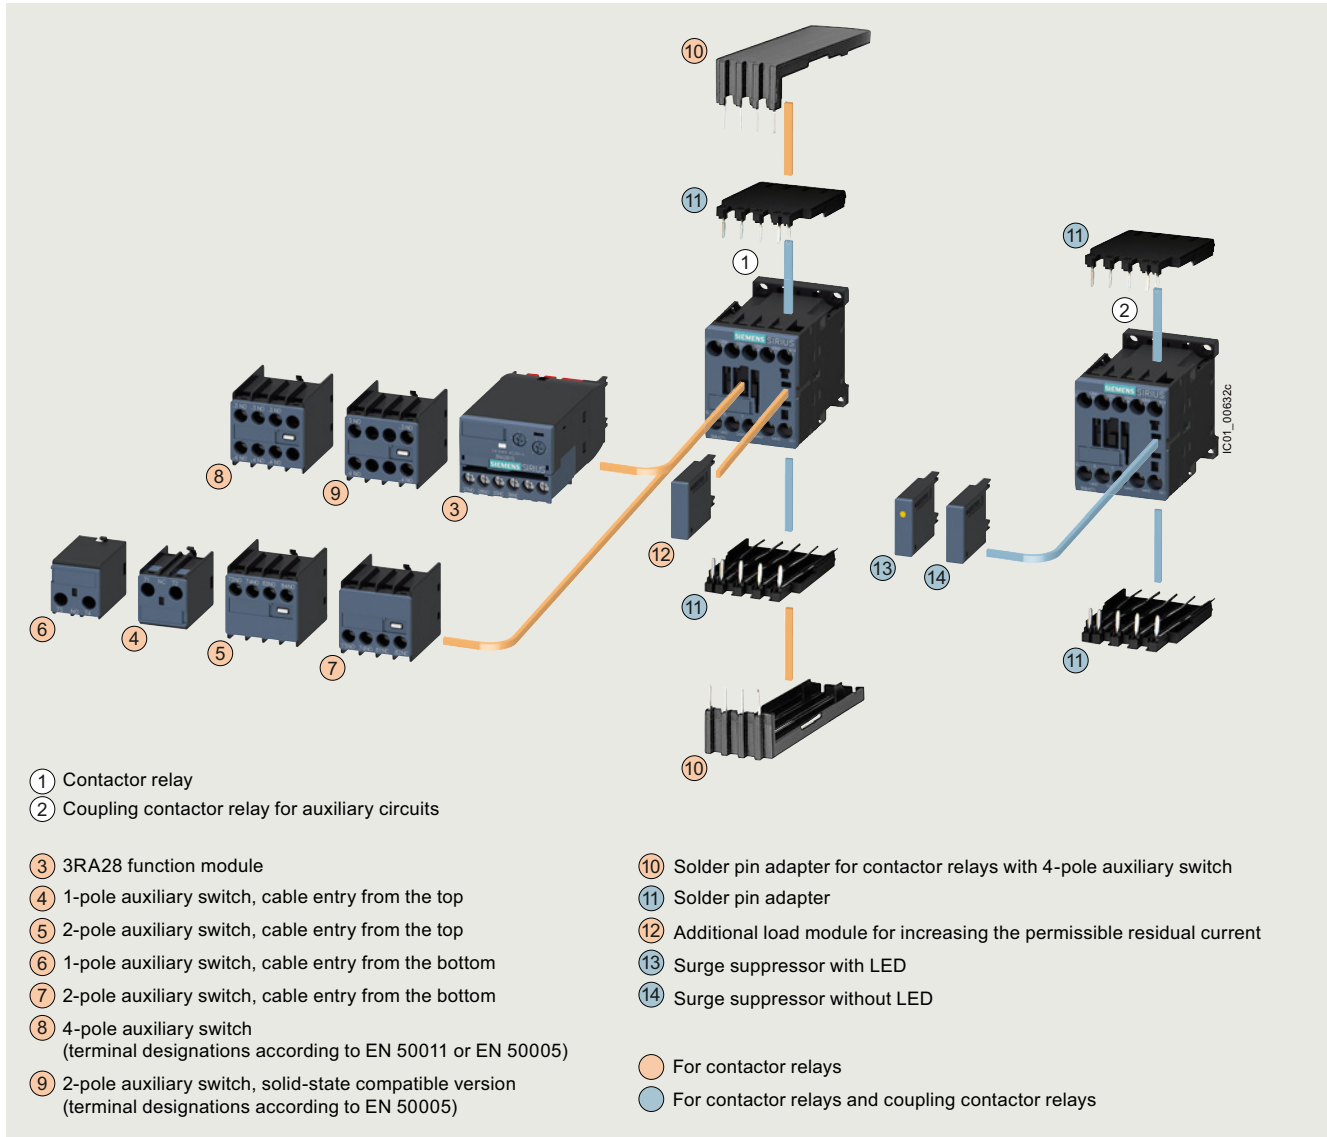 10
11
1
11
2
SIEMENS SIRIUS
SIEMENS SIRIUS
IC01_00632c
SIEMENS SIRIUS
8
9
3
12
13
14
6
4
5
7
11
11
10
1 Contactor relay
2 Coupling contactor relay for auxiliary circuits
3 3RA28 function module
4 1-pole auxiliary switch, cable entry from the top
5 2-pole auxiliary switch, cable entry from the top
6 1-pole auxiliary switch, cable entry from the bottom
7 2-pole auxiliary switch, cable entry from the bottom
8 4-pole auxiliary switch
(terminal designations according to EN 50011 or EN 50005)
9 2-pole auxiliary switch, solid-state compatible version
(terminal designations according to EN 50005)
10 Solder pin adapter for contactor relays with 4-pole auxiliary switch
11 Solder pin adapter
12 Additional load module for increasing the permissible residual current
13 Surge suppressor with LED
14 Surge suppressor without LED
For contactor relays
For contactor relays and coupling contactor relays